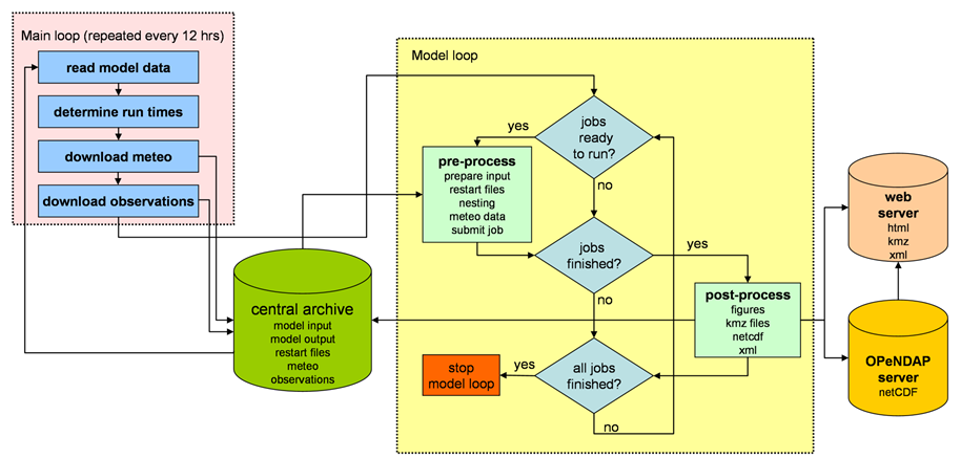 Main loop (repeated every 12 hrs)
read model data
determine run times
download meteo
download observations
central archive
model input
model output
restart files
meteo
observations
Model loop
jobs
ready
to run?
yes
no
pre-process
prepare input
restart files
nesting
meteo data
submit job
jobs
finished?
yes
no
post-process
figures
kmz files
netcdf
xml
all jobs
finished?
yes
no
stop
model loop
web
server
html
kmz
xml
OPeNDAP
server
netCDF